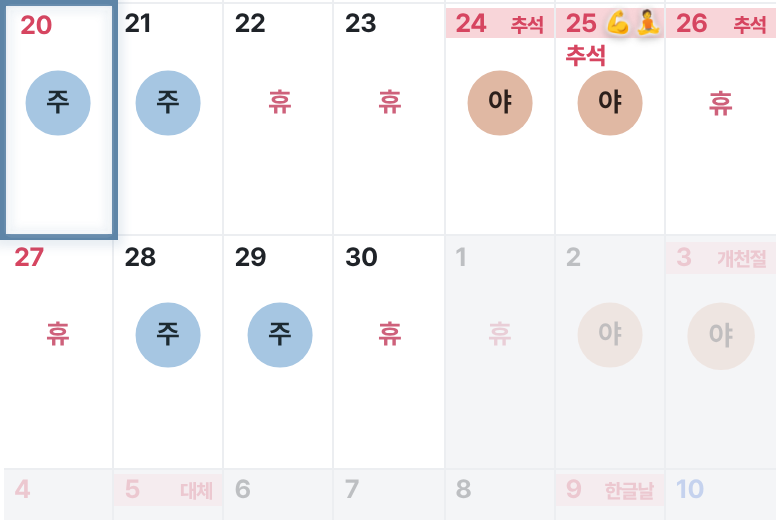 20 21 22 23 24 추석 25 💪🧘 26 추석
추석
주 주 휴 휴 야 야 휴
27 28 29 30 1 2 3 개천절
휴 주 주 휴 휴 야 야
4 5 대체 6 7 8 9 한글날 10